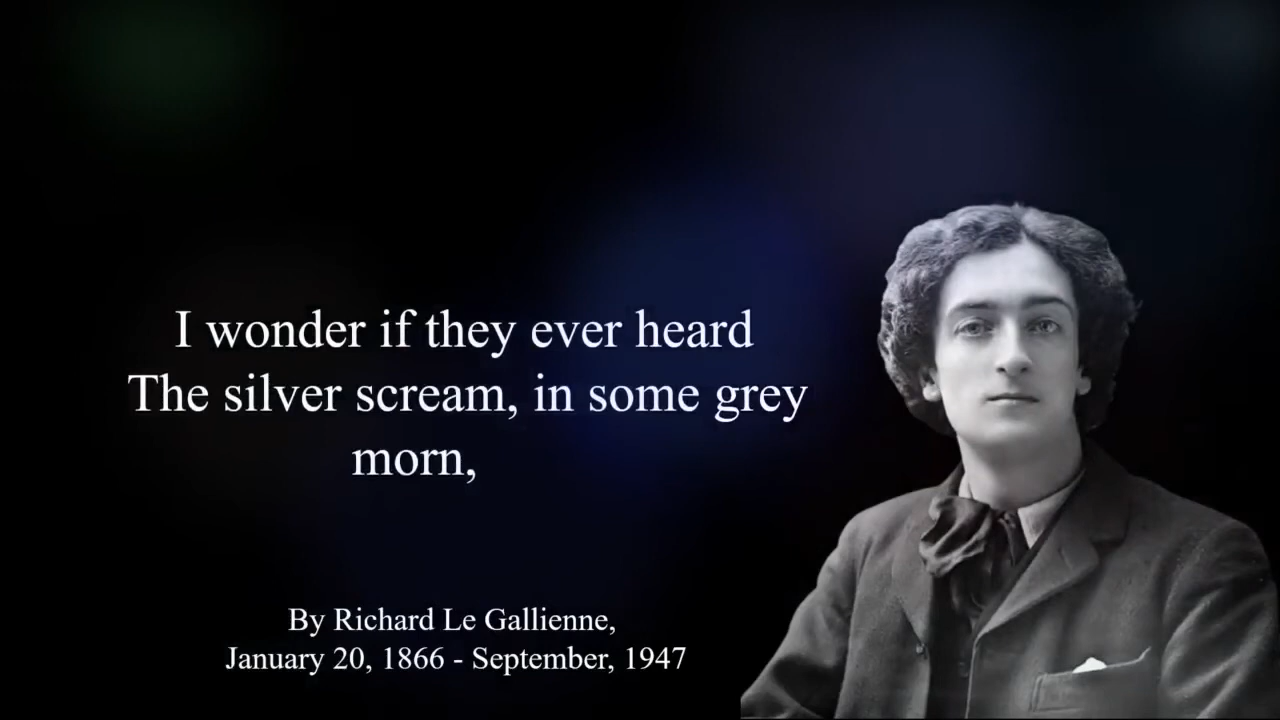 I wonder if they ever heard
The silver scream, in some grey
morn,
By Richard Le Gallienne,
January 20, 1866 - September, 1947